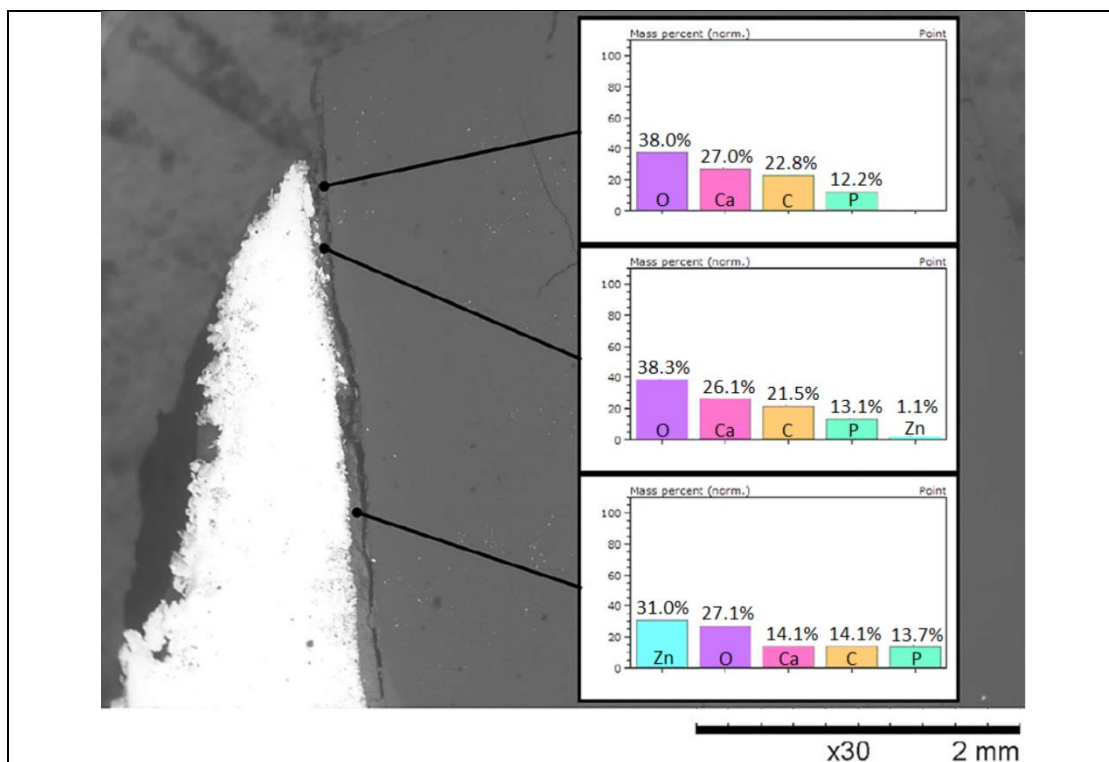 Mass percent (norm.) Point
100
80
60
40
20
0
38.0% 27.0% 22.8% 12.2%
O Ca C P
Mass percent (norm.) Point
100
80
60
40
20
0
38.3% 26.1% 21.5% 13.1% 1.1%
O Ca C P Zn
Mass percent (norm.) Point
100
80
60
40
20
0
31.0% 27.1% 14.1% 14.1% 13.7%
Zn O Ca C P
x30 2 mm